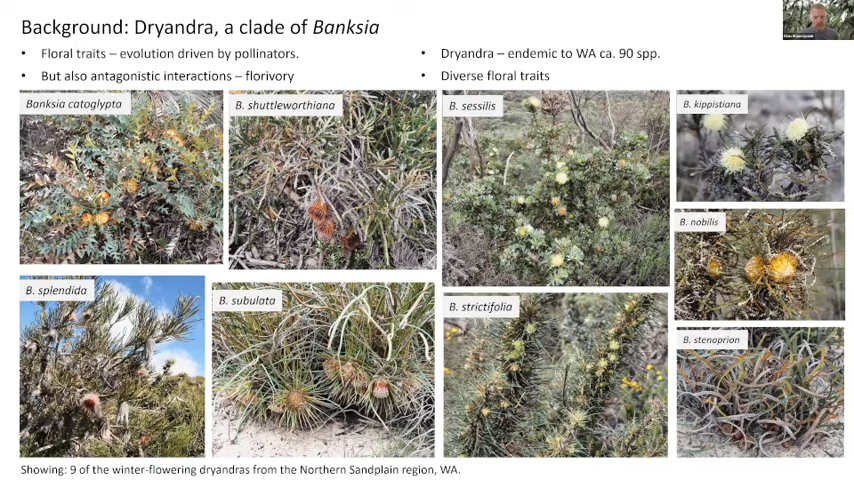 Background: Dryandra, a clade of Banksia
• Floral traits – evolution driven by pollinators.
• But also antagonistic interactions – florivory
• Dryandra – endemic to WA ca. 90 spp.
• Diverse floral traits
Banksia catoglypta
B. shuttleworthiana
B. sessilis
B. kippistiana
B. nobilis
B. splendida
B. subulata
B. strictifolia
B. stenoprion
Showing: 9 of the winter-flowering dryandras from the Northern Sandplain region, WA.